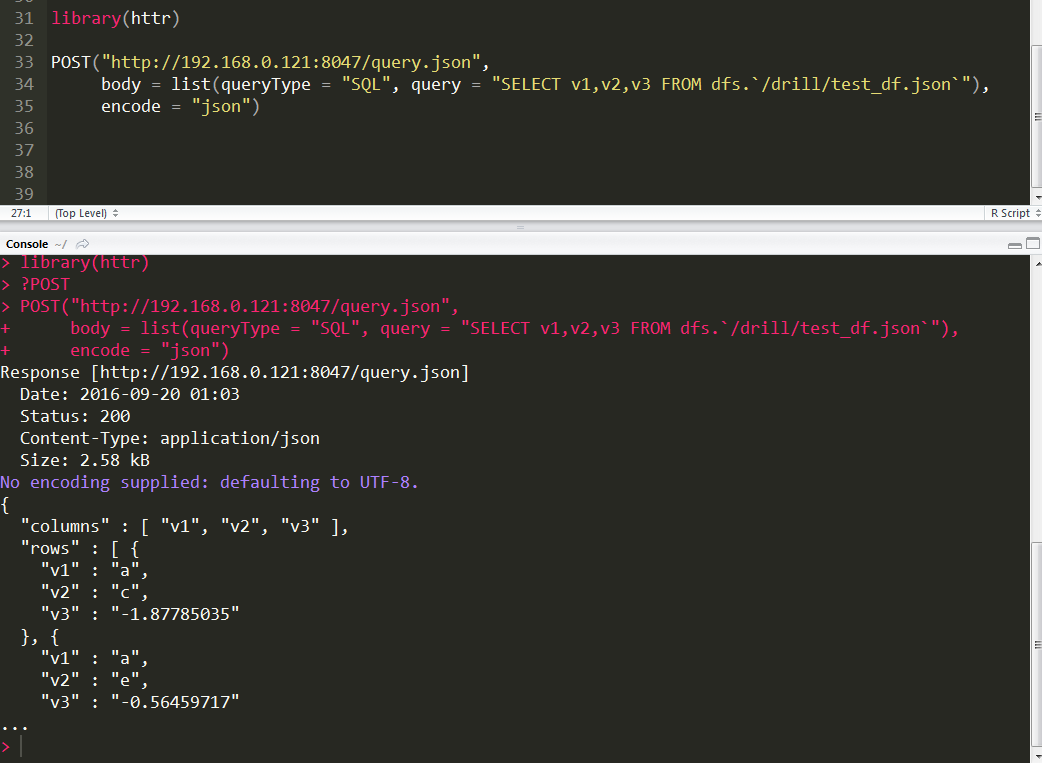 31 library(httr)
32
33 POST("http://192.168.0.121:8047/query.json",
34 body = list(queryType = "SQL", query = "SELECT v1,v2,v3 FROM dfs.`/drill/test_df.json`"),
35 encode = "json")
36
37
38
39
27:1 (Top Level) R Script
Console ~/
> library(httr)
> ?POST
> POST("http://192.168.0.121:8047/query.json",
+ body = list(queryType = "SQL", query = "SELECT v1,v2,v3 FROM dfs.`/drill/test_df.json`"),
+ encode = "json")
Response [http://192.168.0.121:8047/query.json]
Date: 2016-09-20 01:03
Status: 200
Content-Type: application/json
Size: 2.58 kB
No encoding supplied: defaulting to UTF-8.
{
"columns" : [ "v1", "v2", "v3" ],
"rows" : [ {
"v1" : "a",
"v2" : "c",
"v3" : "-1.87785035"
}, {
"v1" : "a",
"v2" : "e",
"v3" : "-0.56459717"
...
>